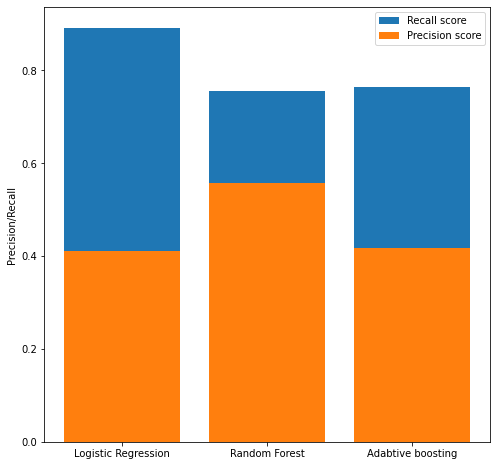 Recall score
Precision score
Precision/Recall
0.8
0.6
0.4
0.2
0.0
Logistic Regression
Random Forest
Adabtive boosting